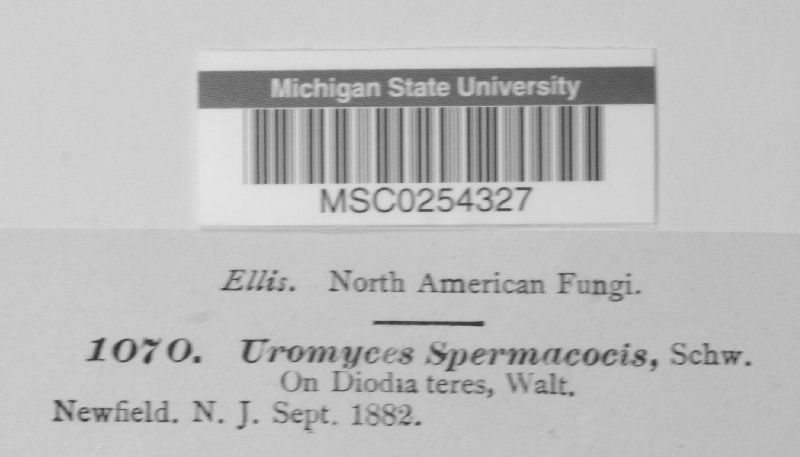 Michigan State University
MSC0254327
Ellis. North American Fungi.
1070. Uromyces Spermacocis, Schw.
On Diodia teres, Walt.
Newfield. N. J. Sept. 1882.